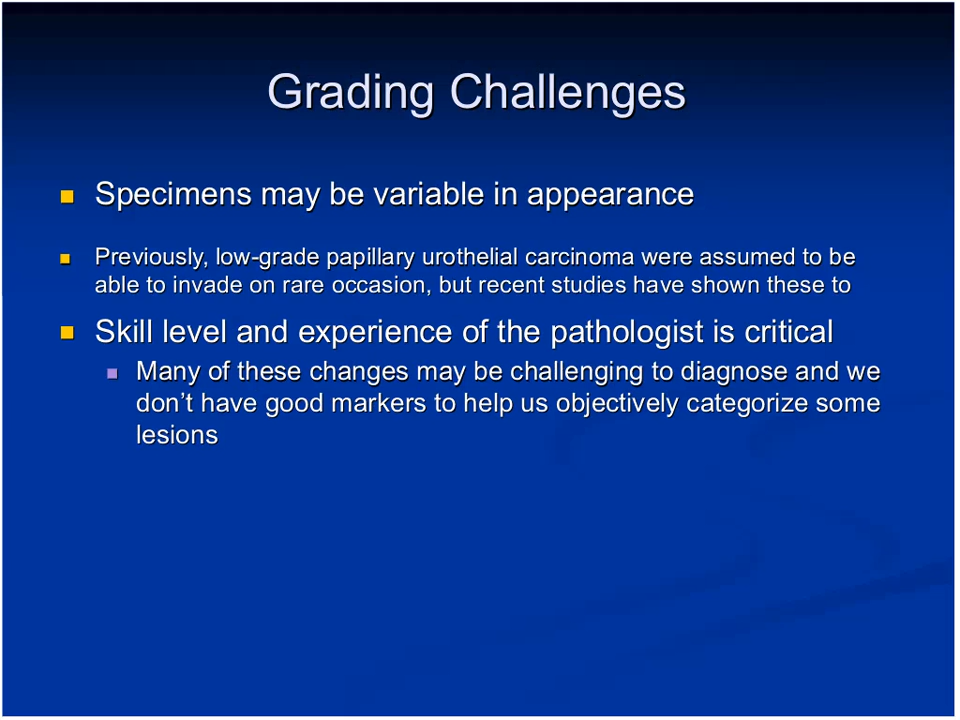 Grading Challenges
Specimens may be variable in appearance
Previously, low-grade papillary urothelial carcinoma were assumed to be
able to invade on rare occasion, but recent studies have shown these to
Skill level and experience of the pathologist is critical
Many of these changes may be challenging to diagnose and we
don’t have good markers to help us objectively categorize some
lesions